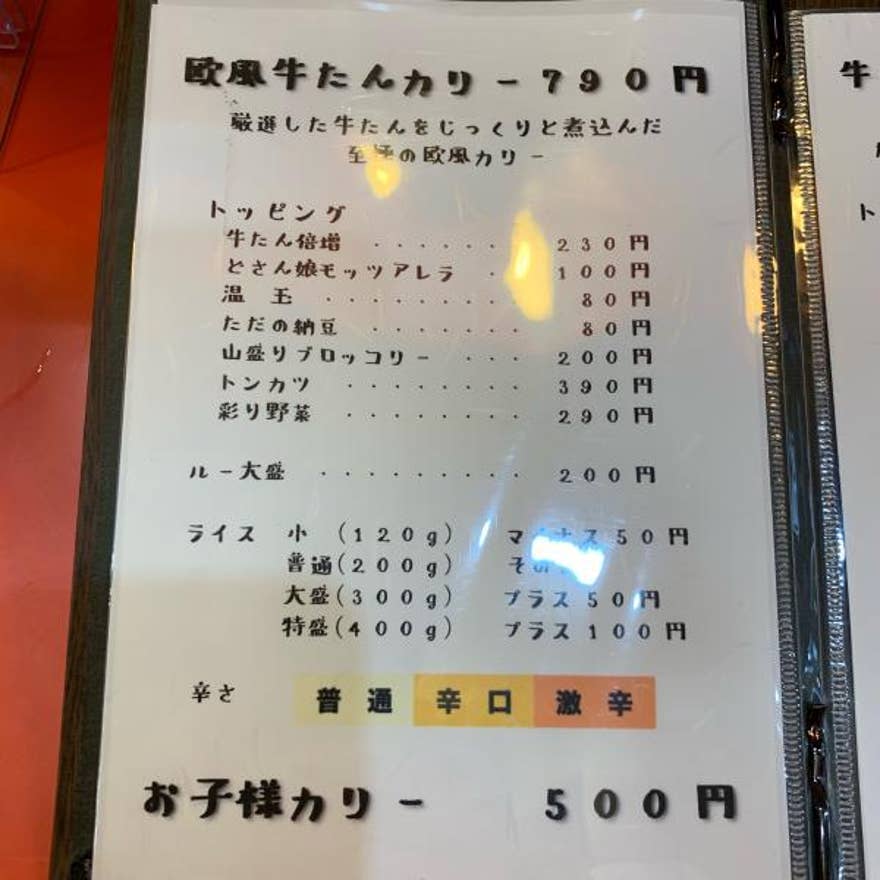 欧風牛たんカリー790円
厳選した牛たんをじっくりと煮込んだ
至極の欧風カリー
トッピング
牛たん倍増 ・・・・・・ 230円
どさん娘モッツアレラ ・ 100円
温 玉 ・・・・・・・・・ 80円
ただの納豆 ・・・・・・・ 80円
山盛りブロッコリー ・・・ 200円
トンカツ ・・・・・・・・ 390円
彩り野菜 ・・・・・・・・ 290円
ルー大盛 ・・・・・・・・・ 200円
ライス 小 (120g) マイナス50円
普通(200g)
大盛(300g) プラス50円
特盛(400g) プラス100円
辛さ 普通 辛口 激辛
お子様カリー 500円
牛
ト